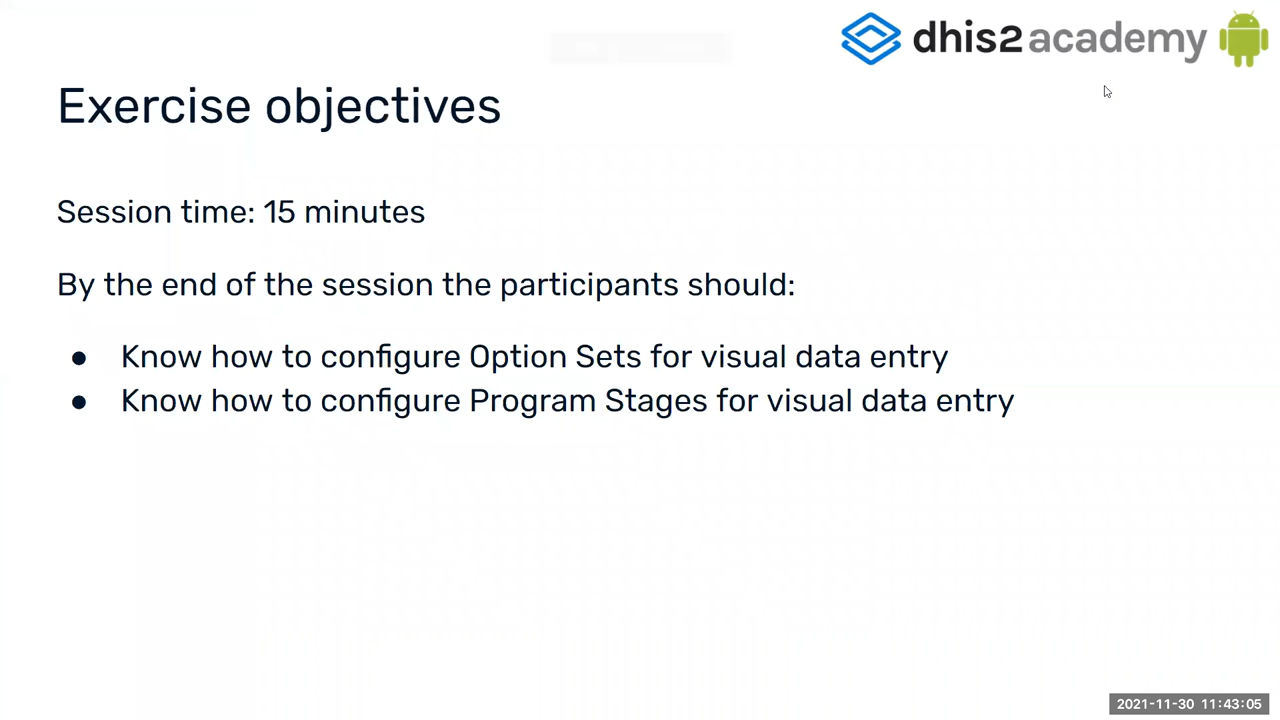 dhis2 academy
Exercise objectives
Session time: 15 minutes
By the end of the session the participants should:
● Know how to configure Option Sets for visual data entry
● Know how to configure Program Stages for visual data entry
2021-11-30 11:43:05